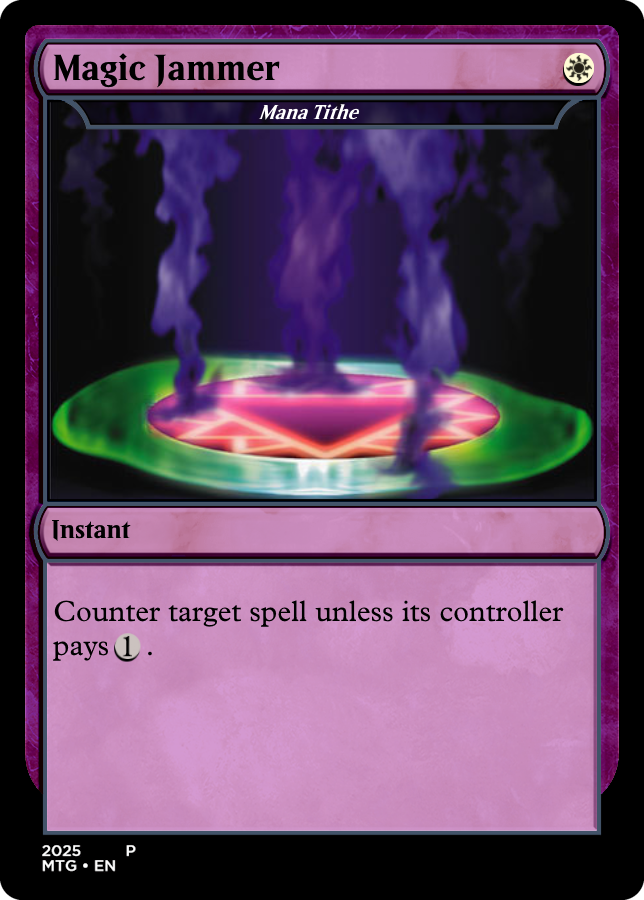 Magic Jammer
Mana Tithe
Instant
Counter target spell unless its controller
pays 1 .
2025 P
MTG • EN